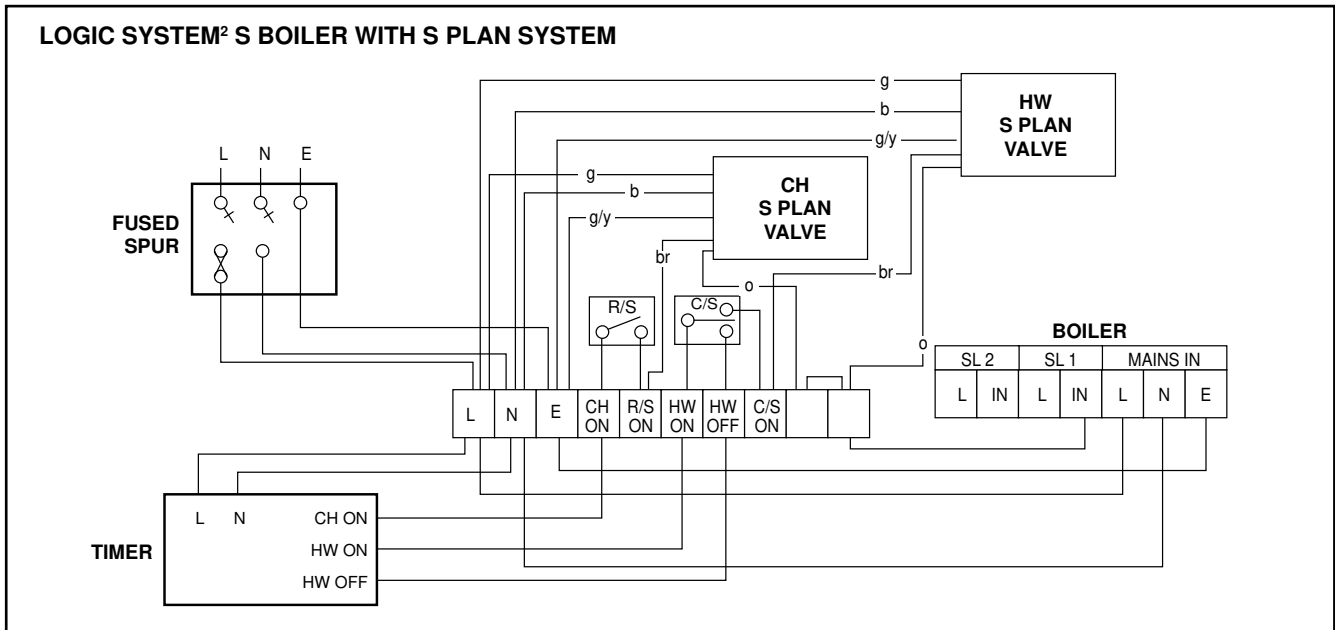 LOGIC SYSTEM² S BOILER WITH S PLAN SYSTEM
g
b
g/y
HW
S PLAN
VALVE
L N E
FUSED
SPUR
g
b
g/y
br
o
CH
S PLAN
VALVE
br
o
R/S
C/S
BOILER
SL 2 SL 1 MAINS IN
L IN L IN L N E
L N E CH ON R/S ON HW ON HW OFF C/S ON
TIMER
L N CH ON
HW ON
HW OFF